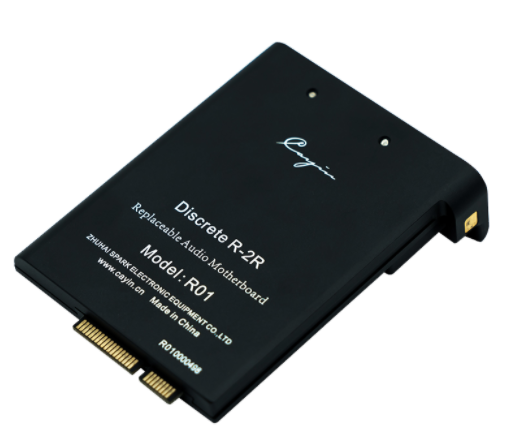 Cayin
Discrete R-2R
Replaceable Audio Motherboard
Model: R01
ZHUHAI SPARK ELECTRONIC EQUIPMENT CO., LTD
www.cayin.cn Made in China
R010000498